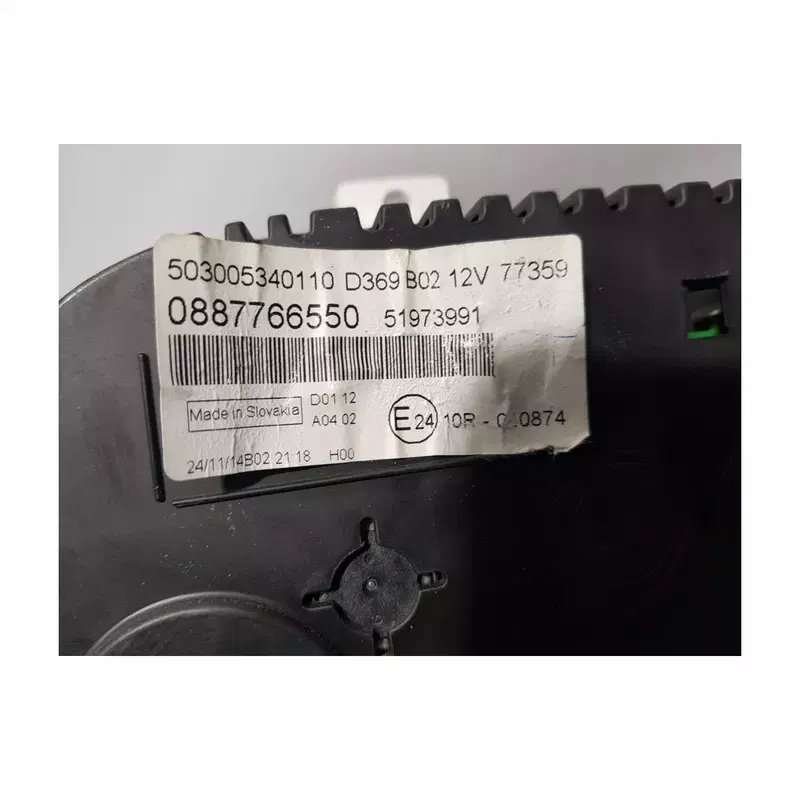 503005340110 D369 B02 12V 77359
0887766550 51973991
Made in Slovakia
D01 12
A04 02
E24 10R - 0 0874
24/11/14B02 21 18 H00